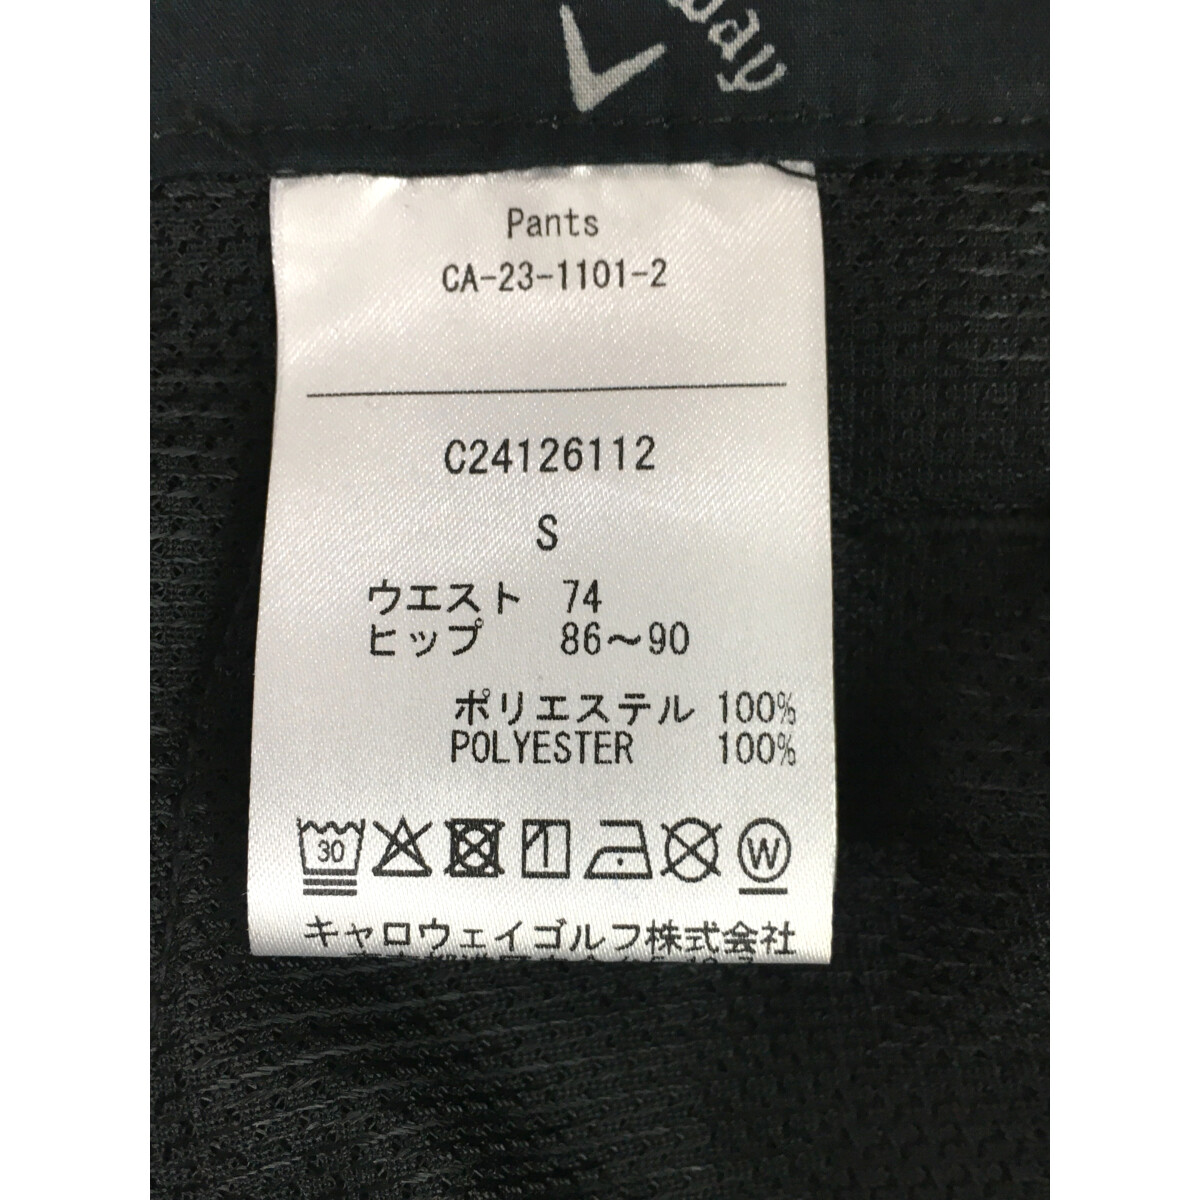 way
Pants
CA-23-1101-2
C24126112
S
ウエスト 74
ヒップ 86～90
ポリエステル 100%
POLYESTER 100%
30 W
キャロウェイゴルフ株式会社